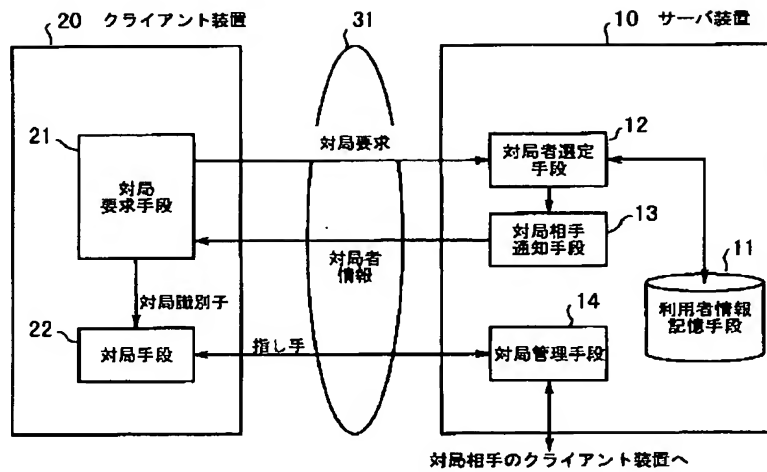 20 クライアント装置
31
10 サーバ装置
21
対局
要求手段
対局要求
12
対局者選定
手段
13
対局相手
通知手段
対局者
情報
11
利用者情報
記憶手段
対局識別子
22
対局手段
指し手
14
対局管理手段
対局相手のクライアント装置へ